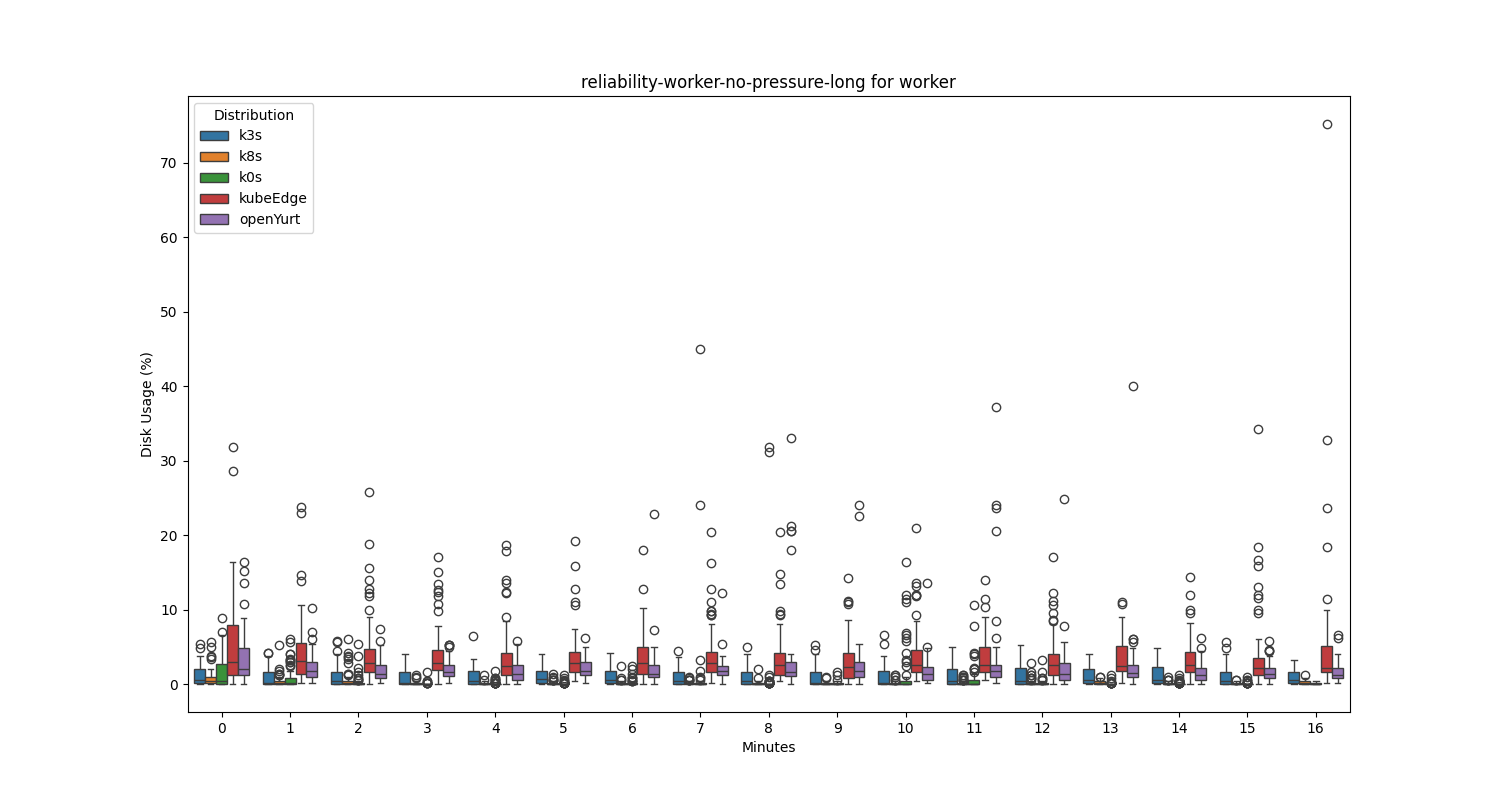 reliability-worker-no-pressure-long for worker
Distribution
k3s
k8s
k0s
kubeEdge
openYurt
70
60
50
40
30
20
10
0
Disk Usage (%)
0 1 2 3 4 5 6 7 8 9 10 11 12 13 14 15 16
Minutes